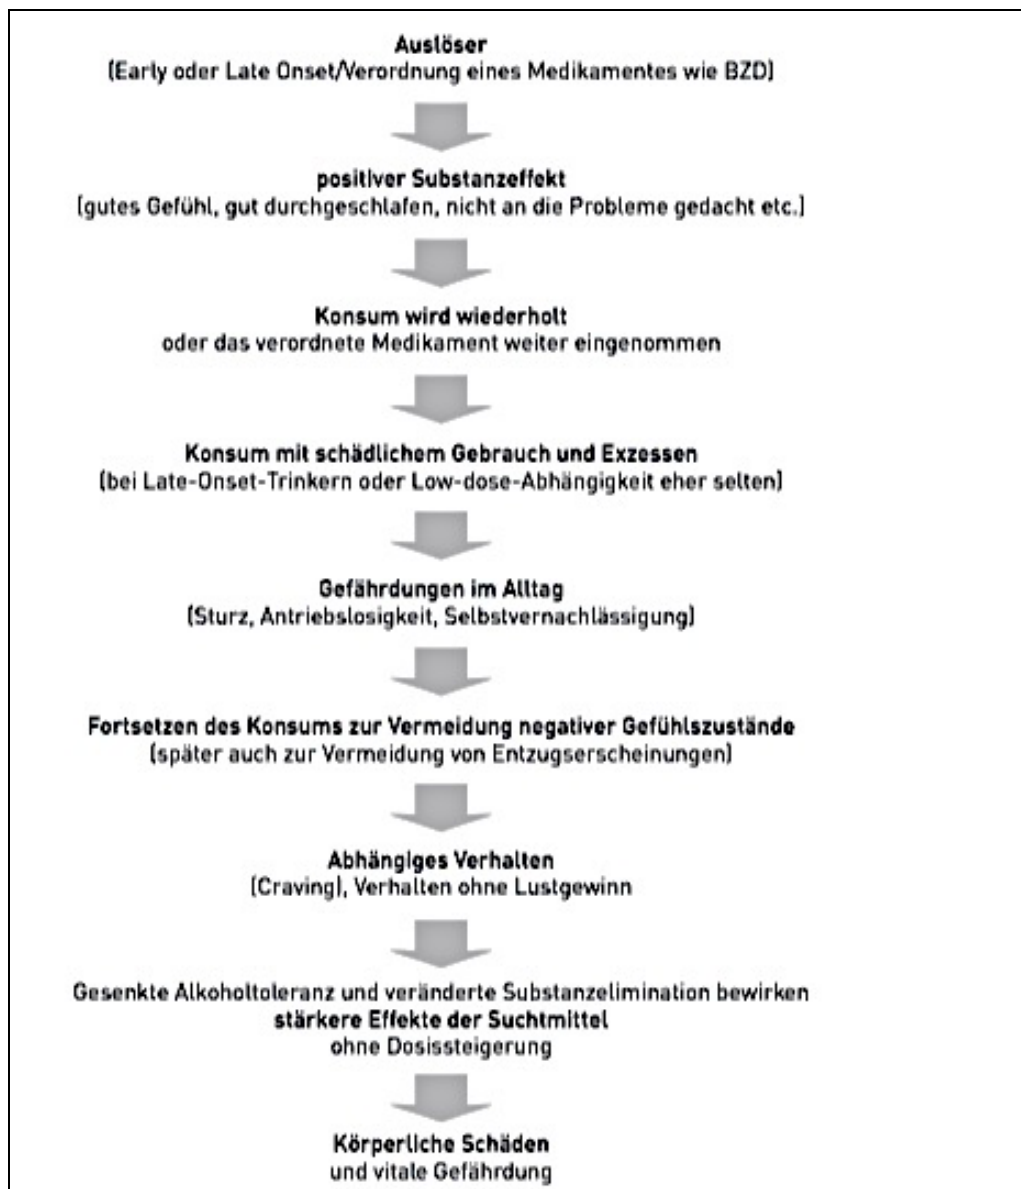 Auslöser
(Early oder Late Onset/Verordnung eines Medikamentes wie BZD)
positiver Substanzeffekt
(gutes Gefühl, gut durchgeschlafen, nicht an die Probleme gedacht etc.)
Konsum wird wiederholt
oder das verordnete Medikament weiter eingenommen
Konsum mit schädlichem Gebrauch und Exzessen
(bei Late-Onset-Trinkern oder Low-dose-Abhängigkeit eher selten)
Gefährdungen im Alltag
(Sturz, Antriebslosigkeit, Selbstvernachlässigung)
Fortsetzen des Konsums zur Vermeidung negativer Gefühlszustände
(später auch zur Vermeidung von Entzugserscheinungen)
Abhängiges Verhalten
(Craving), Verhalten ohne Lustgewinn
Gesenkte Alkoholtoleranz und veränderte Substanzelimination bewirken
stärkere Effekte der Suchtmittel
ohne Dosissteigerung
Körperliche Schäden
und vitale Gefährdung